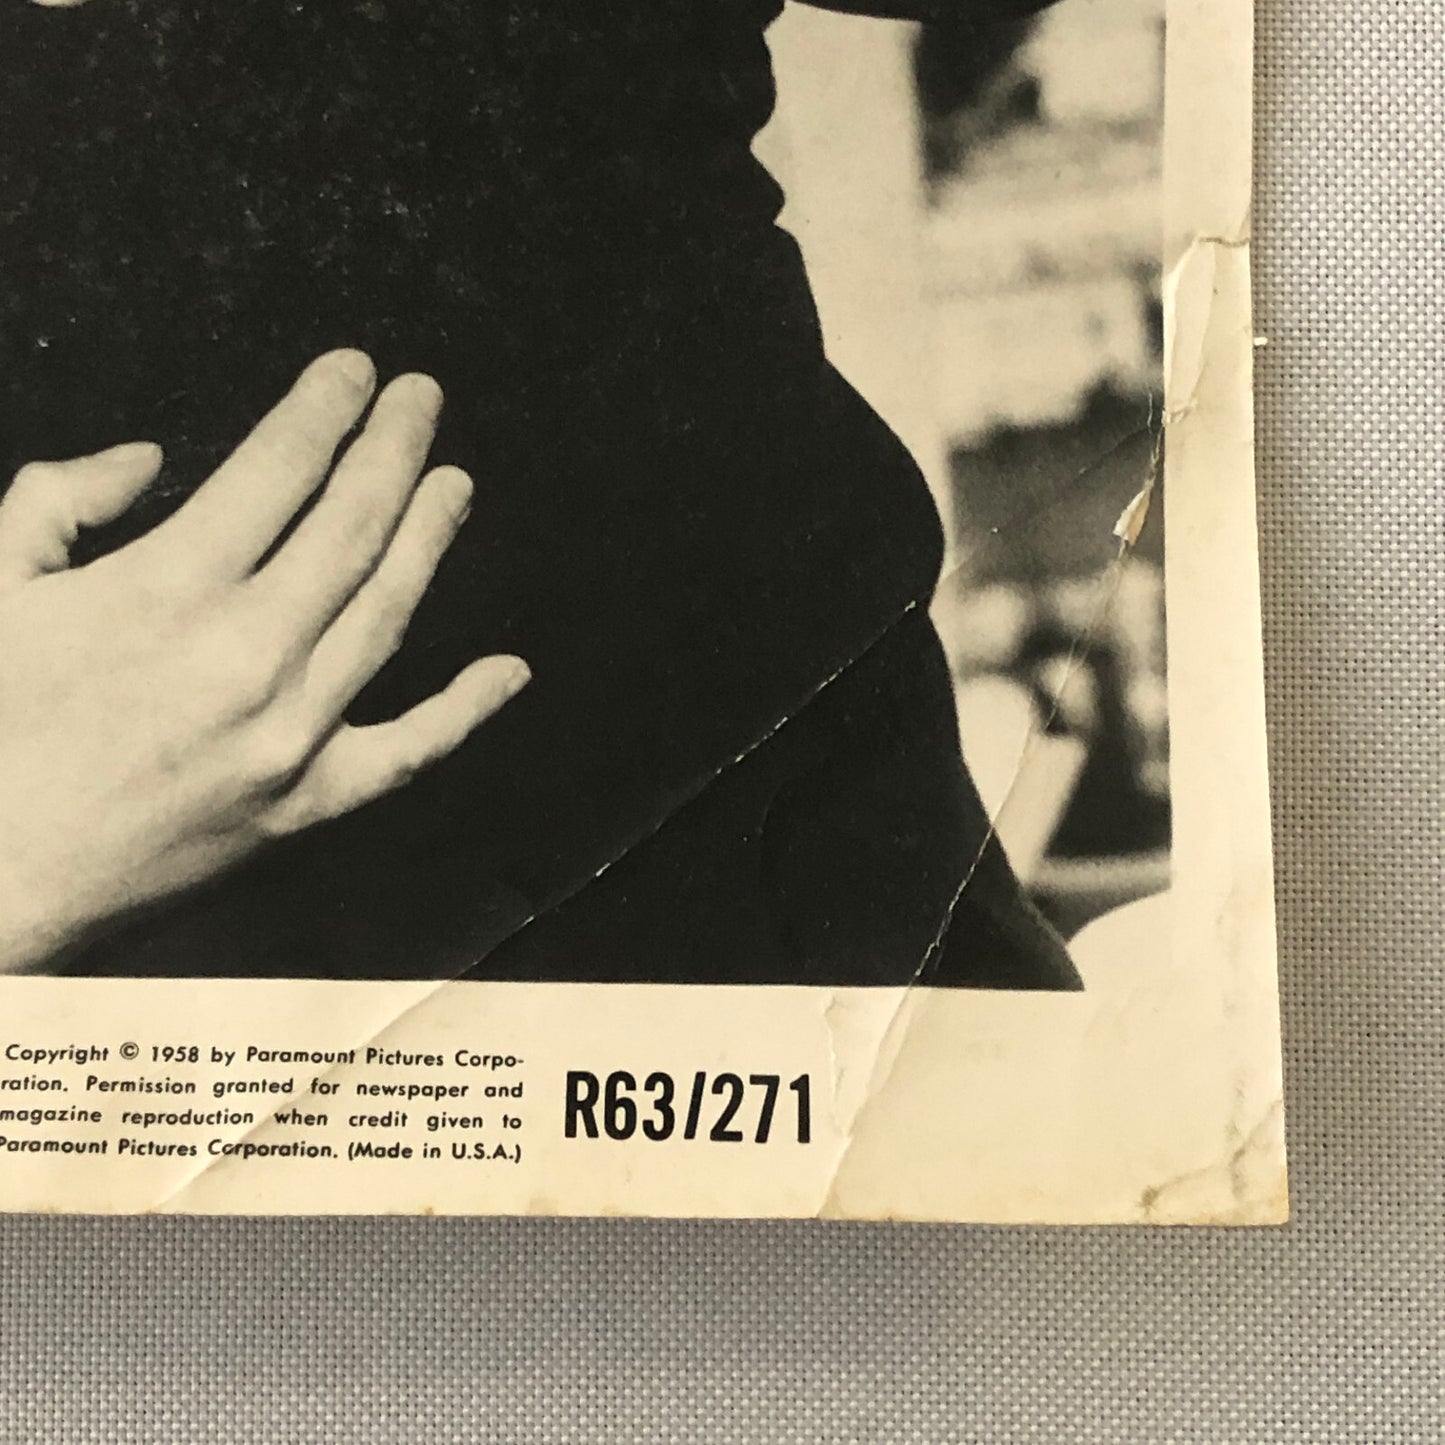 Copyright © 1958 by Paramount Pictures Corpo-
ration. Permission granted for newspaper and
magazine reproduction when credit given to
Paramount Pictures Corporation. (Made in U.S.A.)
R63/271